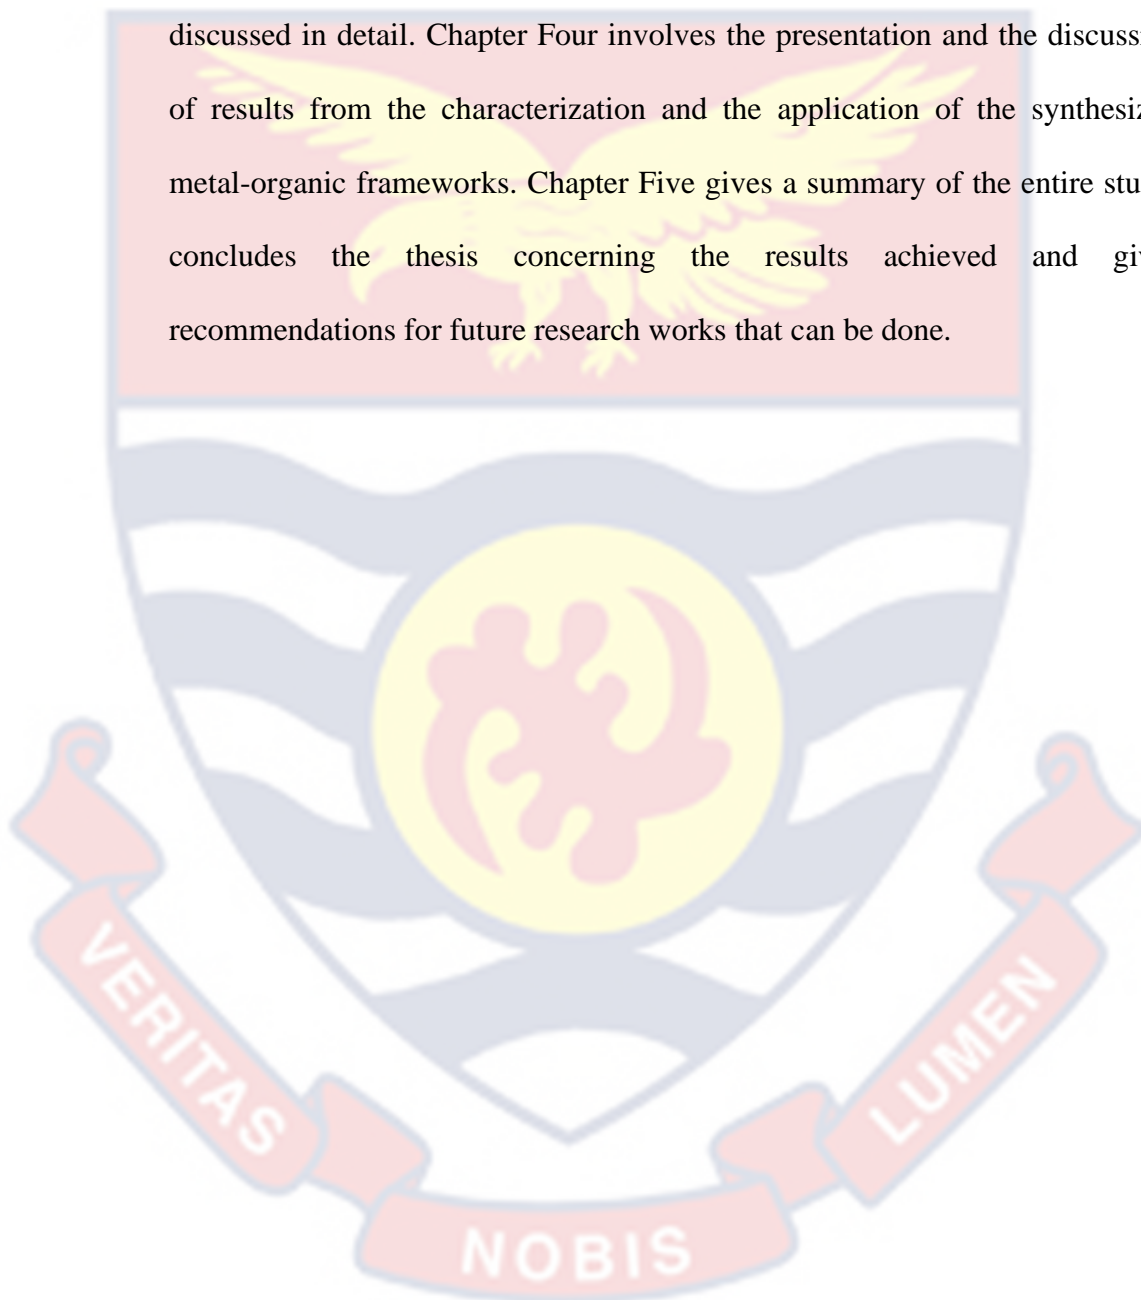 discussed in detail. Chapter Four involves the presentation and the discuss
of results from the characterization and the application of the synthesiz
metal-organic frameworks. Chapter Five gives a summary of the entire stu
concludes the thesis concerning the results achieved and giv
recommendations for future research works that can be done.
VERITAS
NOBIS
LUMEN